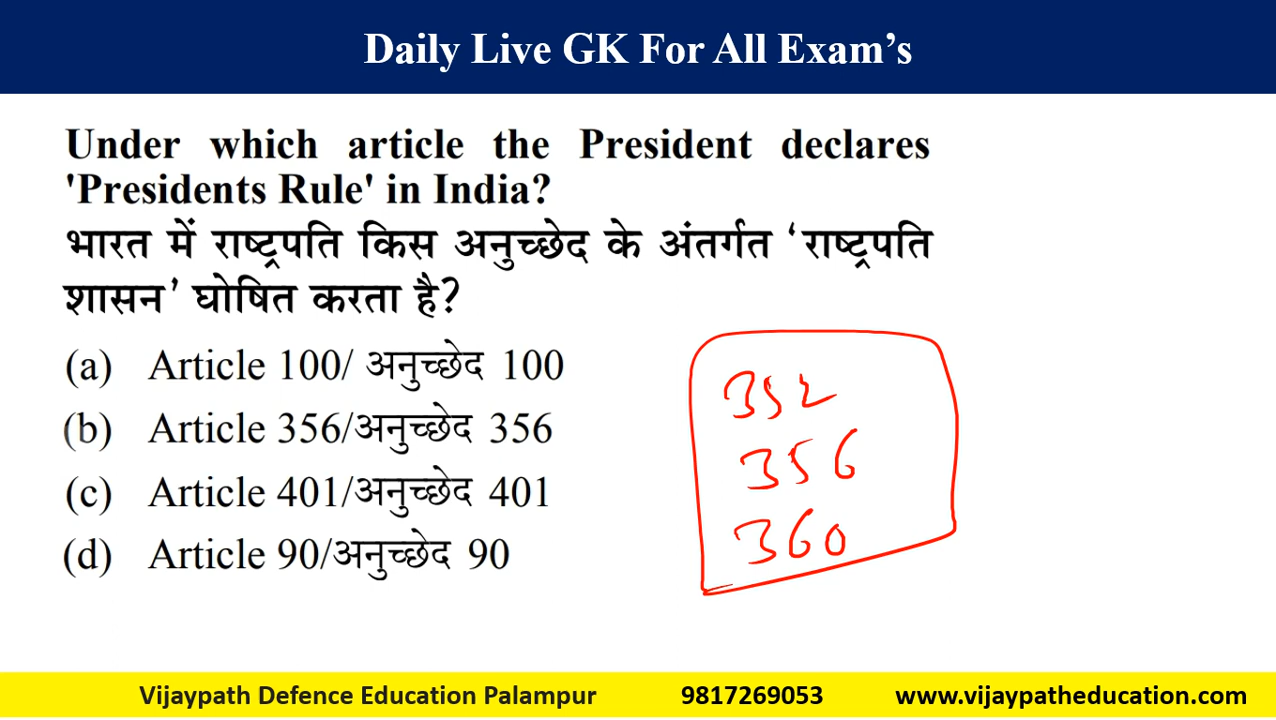 Daily Live GK For All Exam's
Under which article the President declares
'Presidents Rule' in India?
भारत में राष्ट्रपति किस अनुच्छेद के अंतर्गत 'राष्ट्रपति
शासन' घोषित करता है?
(a) Article 100/ अनुच्छेद 100
(b) Article 356/अनुच्छेद 356
(c) Article 401/अनुच्छेद 401
(d) Article 90/अनुच्छेद 90
352
356
360
Vijaypath Defence Education Palampur 9817269053 www.vijaypatheducation.com